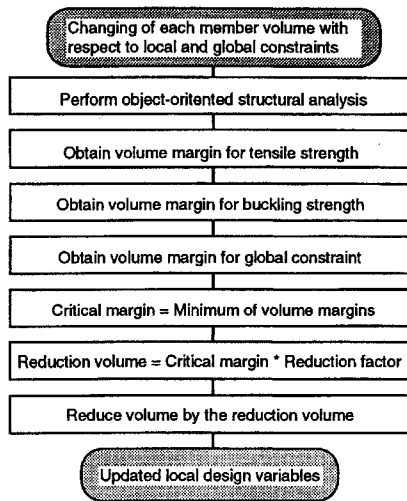 Changing of each member volume with
respect to local and global constraints
Perform object-oritented structural analysis
Obtain volume margin for tensile strength
Obtain volume margin for buckling strength
Obtain volume margin for global constraint
Critical margin = Minimum of volume margins
Reduction volume = Critical margin * Reduction factor
Reduce volume by the reduction volume
Updated local design variables